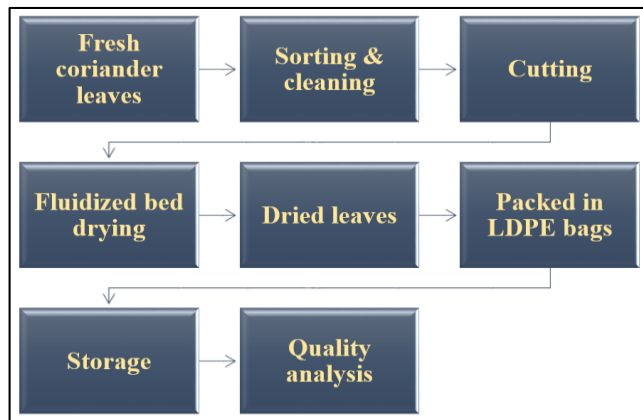 Fresh
coriander
leaves
Sorting &
cleaning
Cutting
Fluidized bed
drying
Dried leaves
Packed in
LDPE bags
Storage
Quality
analysis